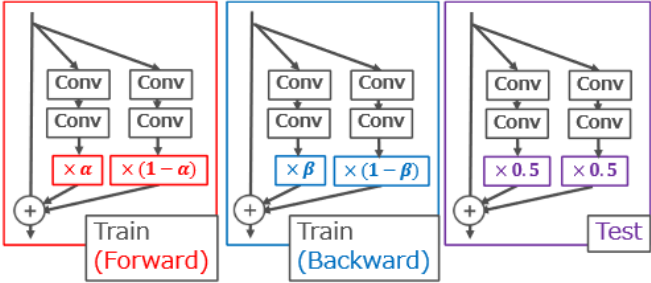 Conv Conv
Conv Conv
× α × (1 − α)
+
Train
(Forward)
Conv Conv
Conv Conv
× β × (1 − β)
+
Train
(Backward)
Conv Conv
Conv Conv
× 0.5 × 0.5
+
Test